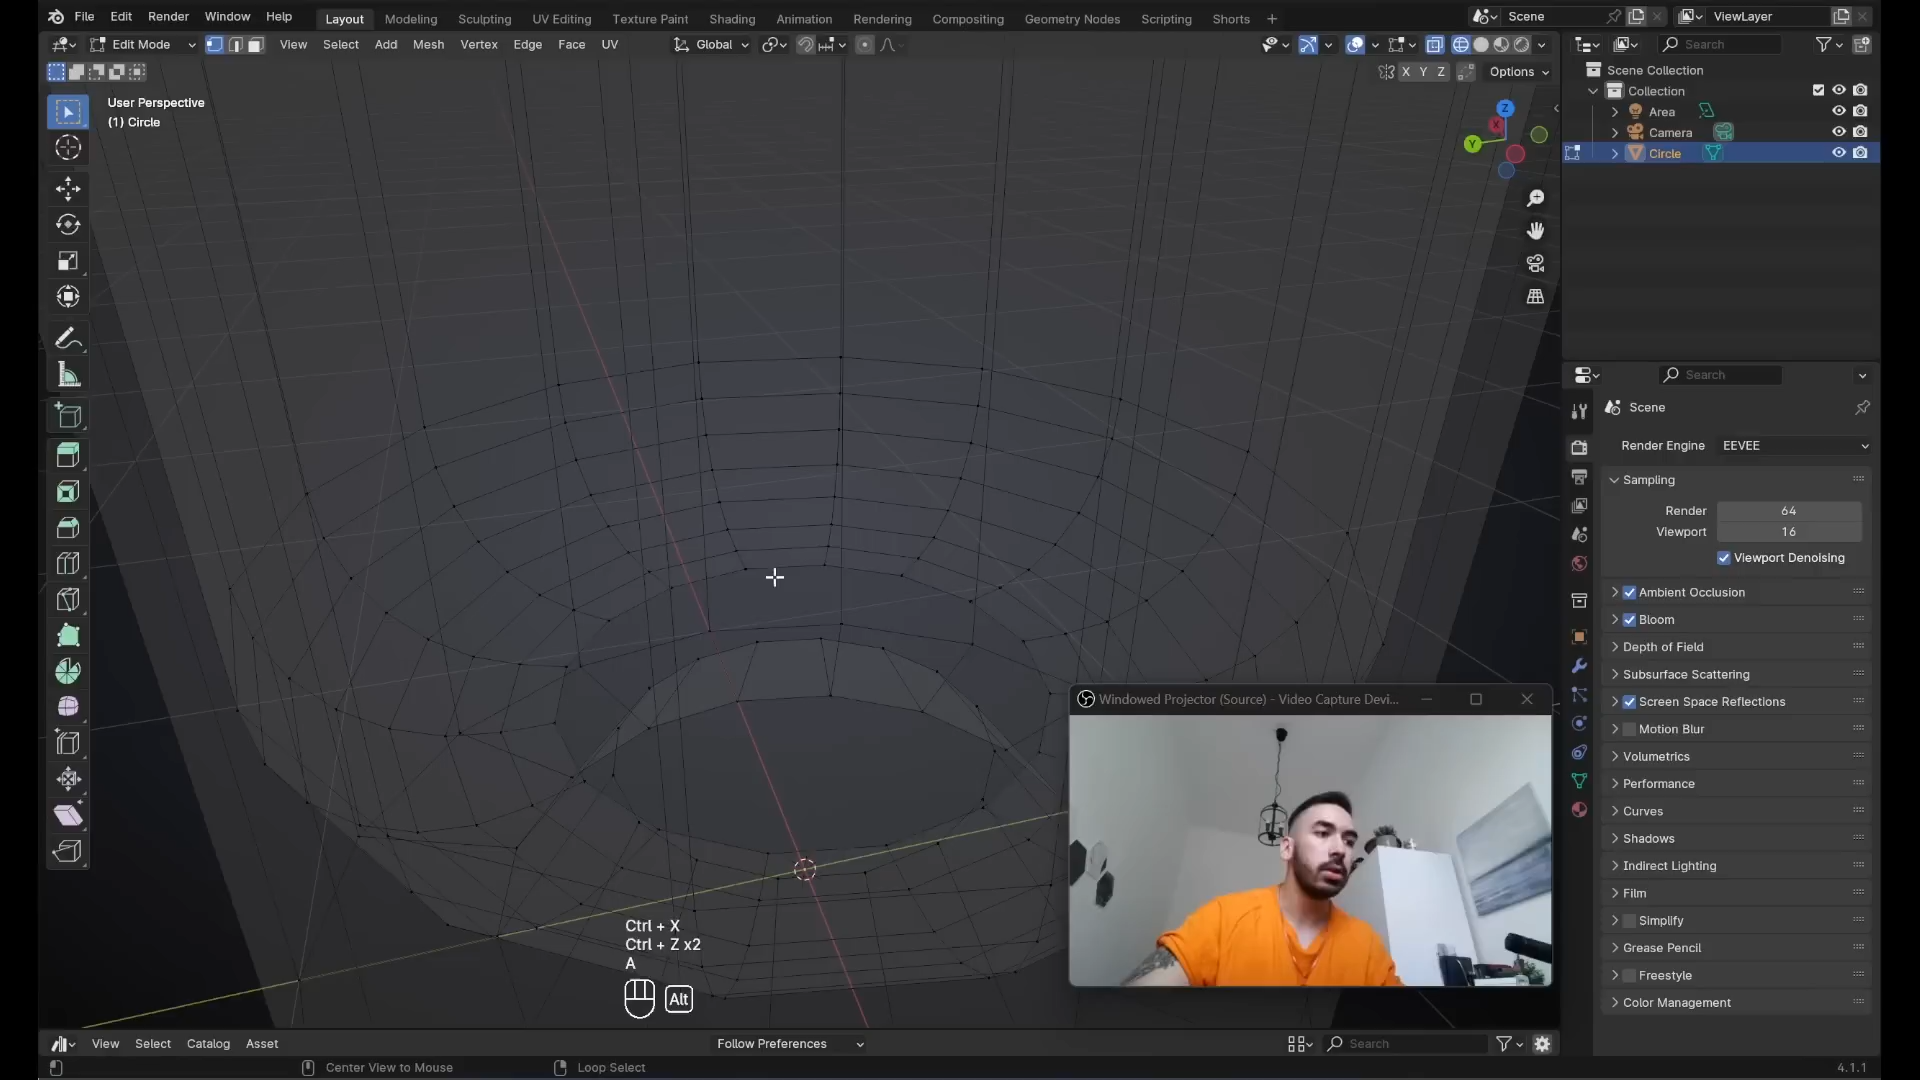 File Edit Render Window Help
Layout Modeling Sculpting UV Editing Texture Paint Shading Animation Rendering Compositing Geometry Nodes Scripting Shorts +
Scene
ViewLayer
Edit Mode
View Select Add Mesh Vertex Edge Face UV
Global
Search
X Y Z
Options
Scene Collection
Collection
Area
Camera
Circle
User Perspective
(1) Circle
Z
X
Y
Search
Scene
Render Engine EEVEE
Sampling
Render 64
Viewport 16
Viewport Denoising
Ambient Occlusion
Bloom
Depth of Field
Subsurface Scattering
Screen Space Reflections
Motion Blur
Volumetrics
Performance
Curves
Shadows
Indirect Lighting
Film
Simplify
Grease Pencil
Freestyle
Color Management
Windowed Projector (Source) - Video Capture Devi...
Ctrl + X
Ctrl + Z x2
A
Alt
View Select Catalog Asset
Follow Preferences
Search
Center View to Mouse
Loop Select
4.1.1